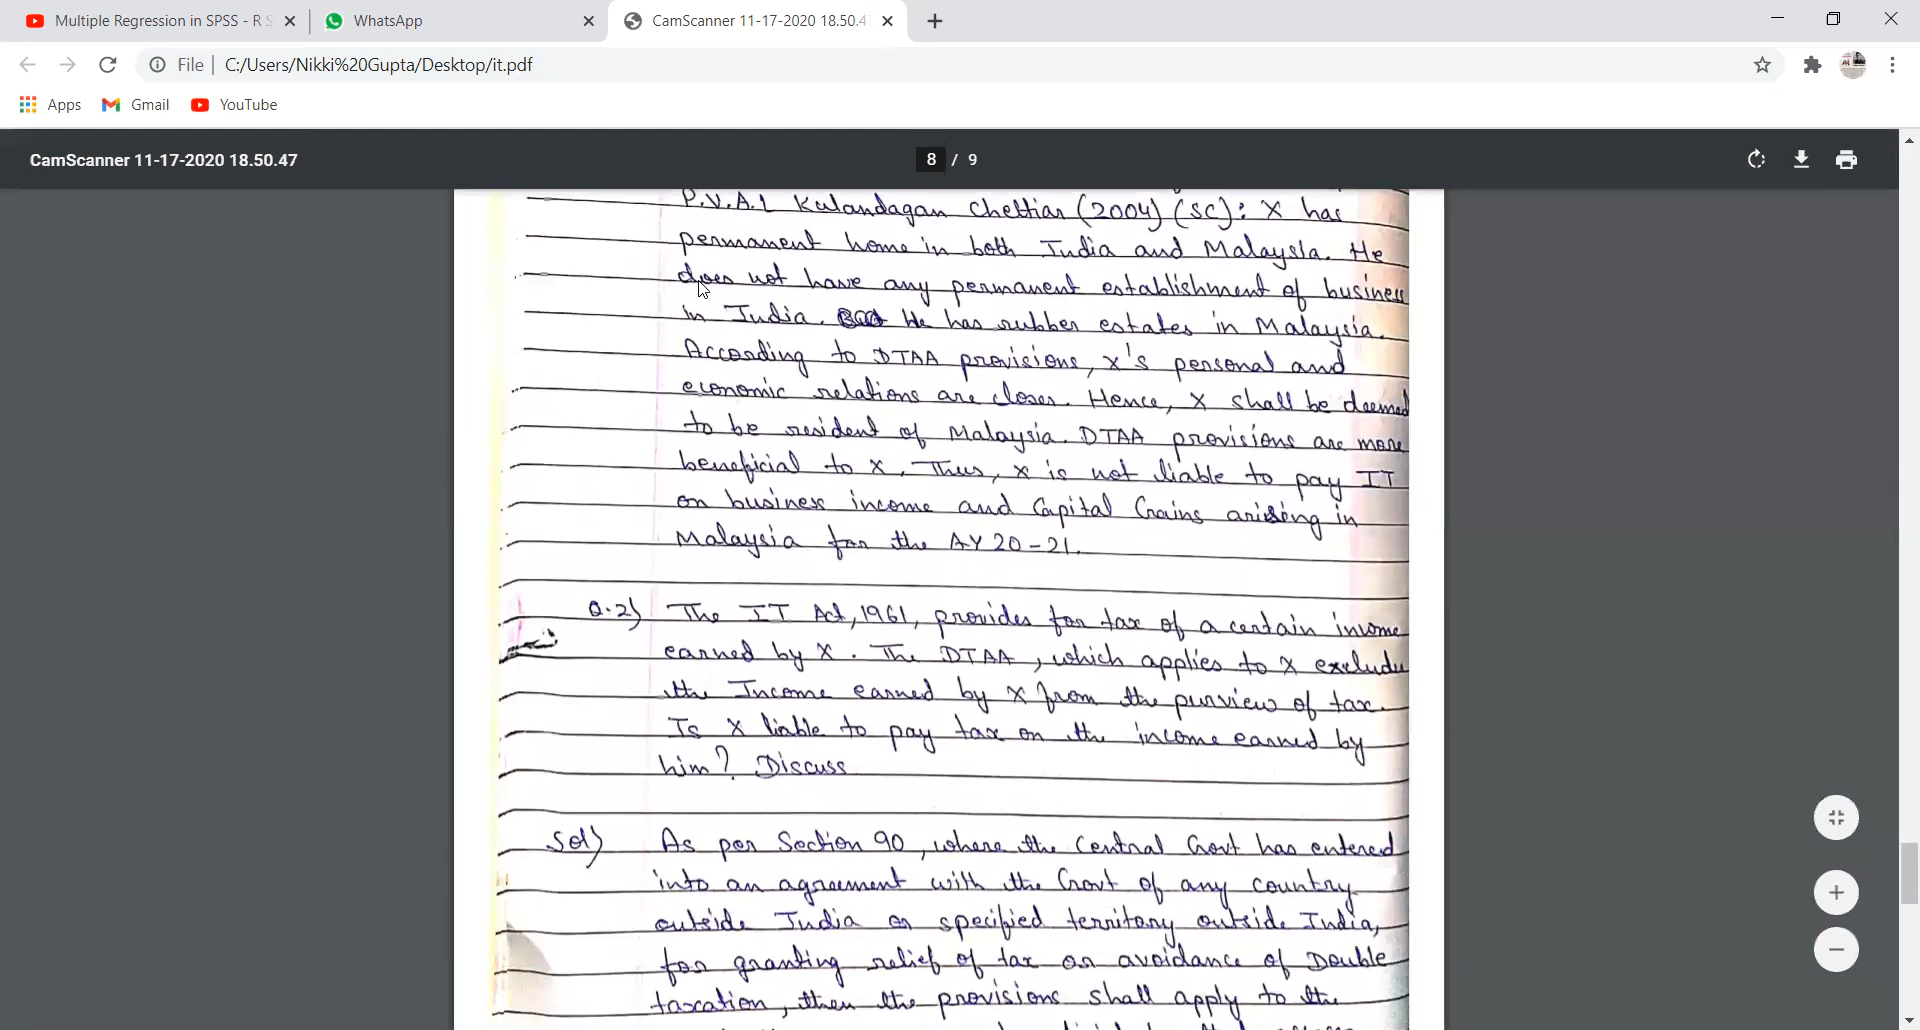 Multiple Regression in SPSS - R S
WhatsApp
CamScanner 11-17-2020 18.50.47
File
C:/Users/Nikki%20Gupta/Desktop/it.pdf
Apps
Gmail
YouTube
CamScanner 11-17-2020 18.50.47
8 / 9
P.V.A.L Kulandagan Chettiar (2004) (SC): X has
permanent home in both India and Malaysia. He
does not have any permanent establishment of business
in India. He has rubber estates in Malaysia.
According to DTAA provisions, X's personal and
economic relations are closer. Hence, X shall be deemed
to be resident of Malaysia. DTAA provisions are more
beneficial to X. Thus, X is not liable to pay IT
on business income and Capital Gains arising in
Malaysia for the AY 20-21.
Q.2) The IT Act, 1961, provides for tax of a certain income
earned by X. The DTAA, which applies to X excludes
the Income earned by X from the purview of tax.
Is X liable to pay tax on the income earned by
him? Discuss
Sol) As per Section 90, where the Central Govt has entered
into an agreement with the Govt of any country
outside India or specified territory outside India,
for granting relief of tax or avoidance of Double
taxation, then the provisions shall apply to the